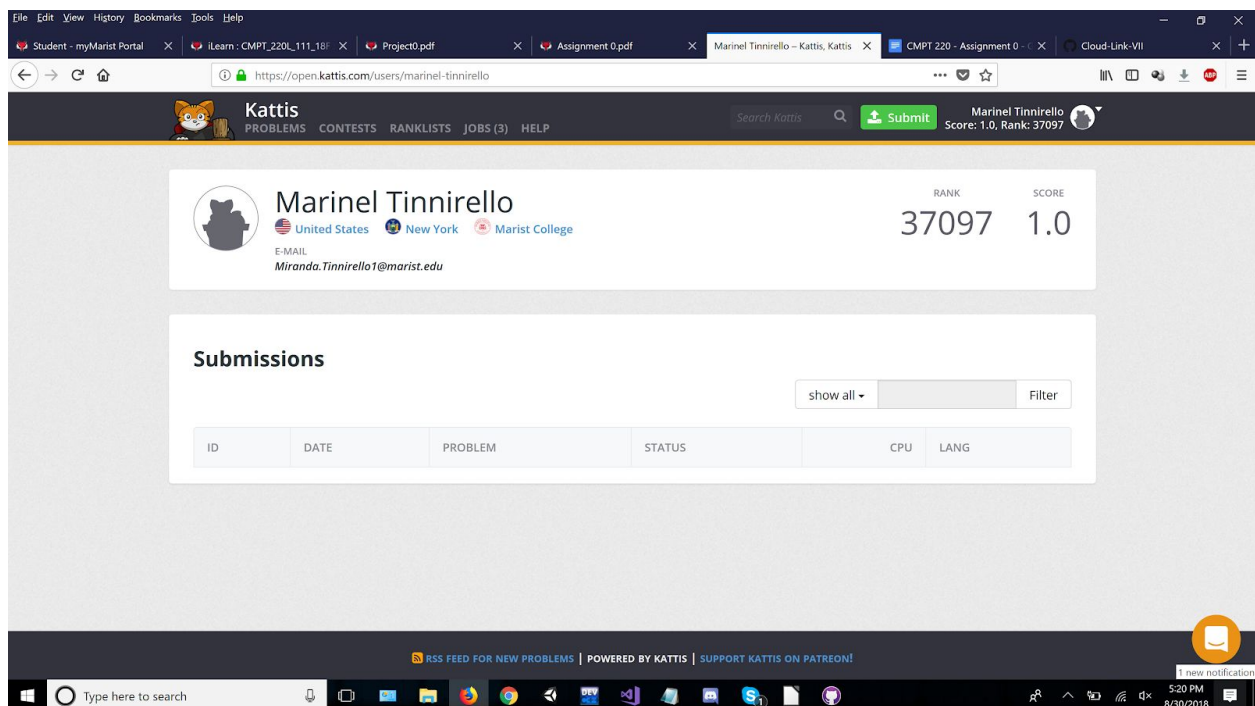 File Edit View History Bookmarks Tools Help
Student - myMarist Portal iLearn : CMPT_220L_111_18F Project0.pdf Assignment 0.pdf Marinel Tinnirello – Kattis, Kattis CMPT 220 - Assignment 0 - Cloud-Link-VII
https://open.kattis.com/users/marinel-tinnirello
Kattis
PROBLEMS CONTESTS RANKLISTS JOBS (3) HELP
Search Kattis
Submit
Marinel Tinnirello
Score: 1.0, Rank: 37097
Marinel Tinnirello
United States New York Marist College
E-MAIL
Miranda.Tinnirello1@marist.edu
RANK SCORE
37097 1.0
Submissions
show all Filter
ID DATE PROBLEM STATUS CPU LANG
RSS FEED FOR NEW PROBLEMS | POWERED BY KATTIS | SUPPORT KATTIS ON PATREON!
1 new notification
Type here to search
5:20 PM
8/30/2018